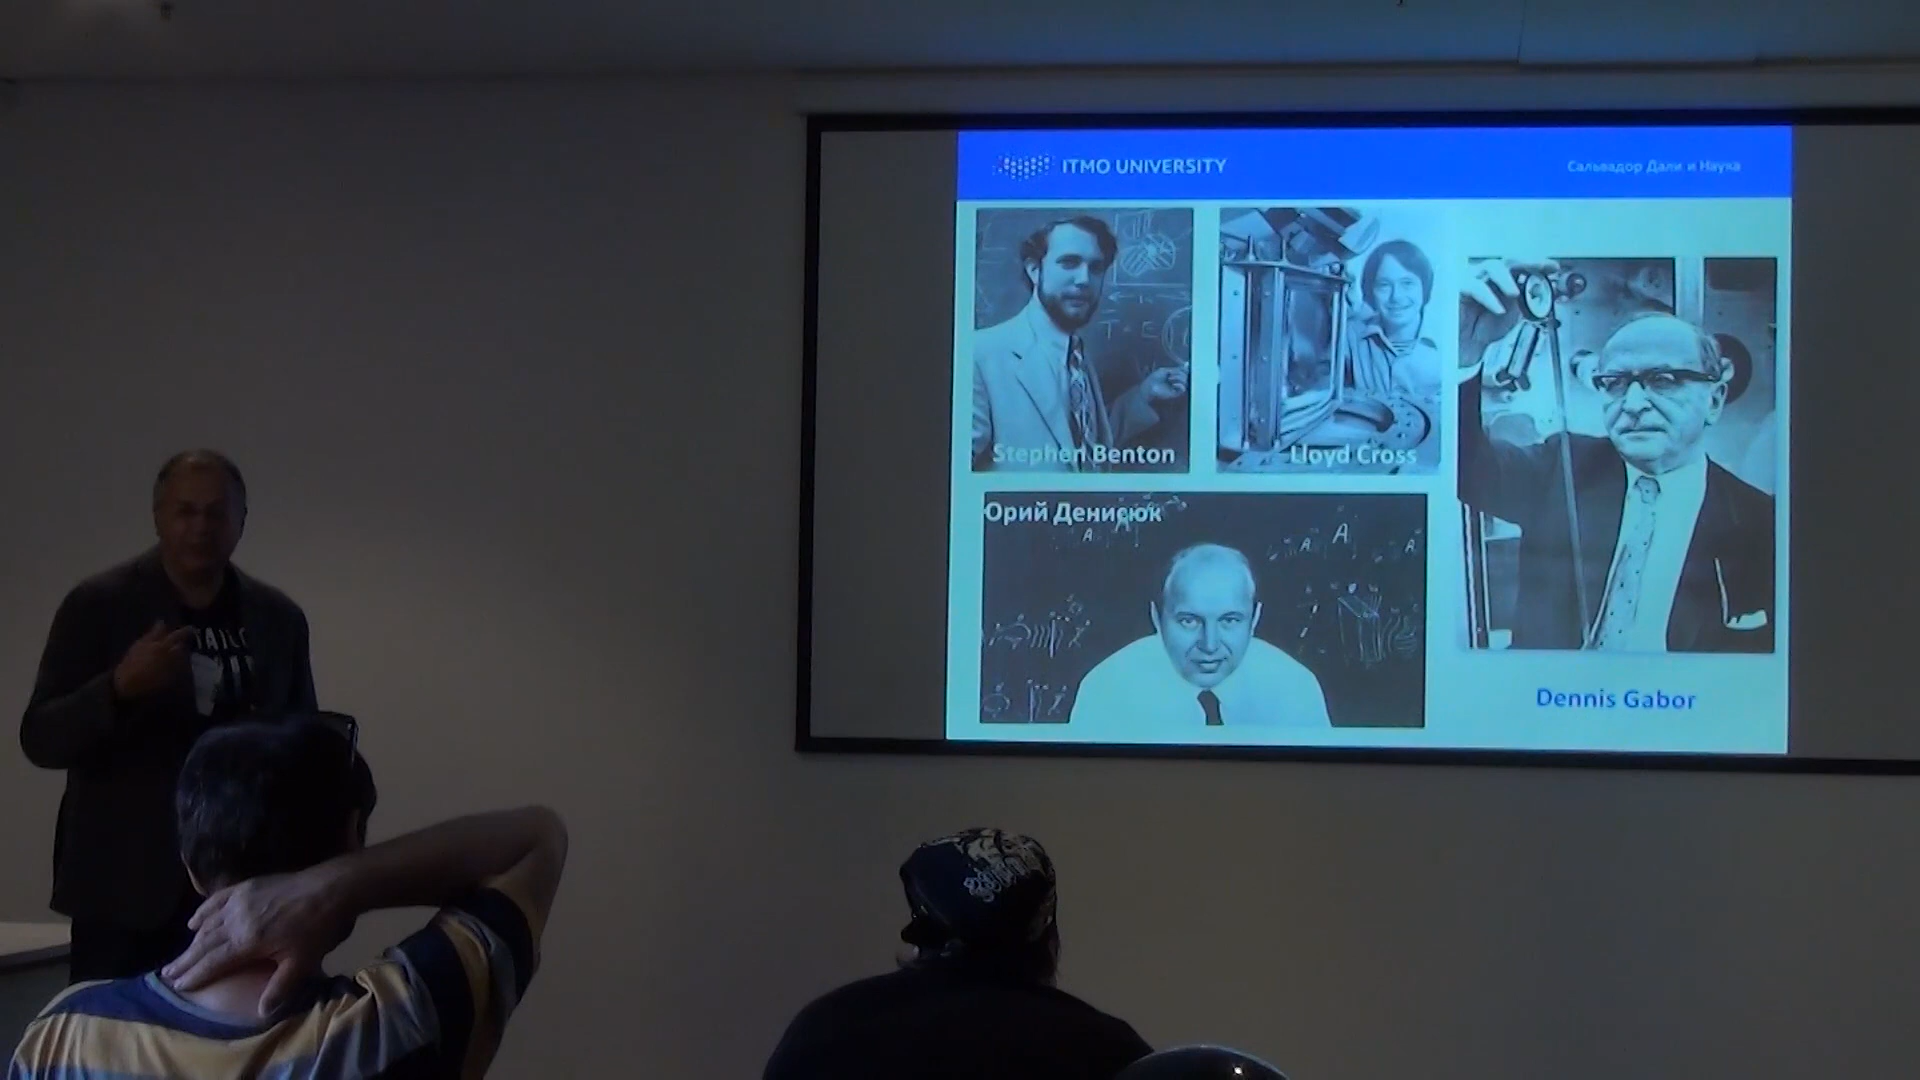 ITMO UNIVERSITY
Сальвадор Дали и Наука
Stephen Benton
Lloyd Cross
Юрий Денисюк
Dennis Gabor